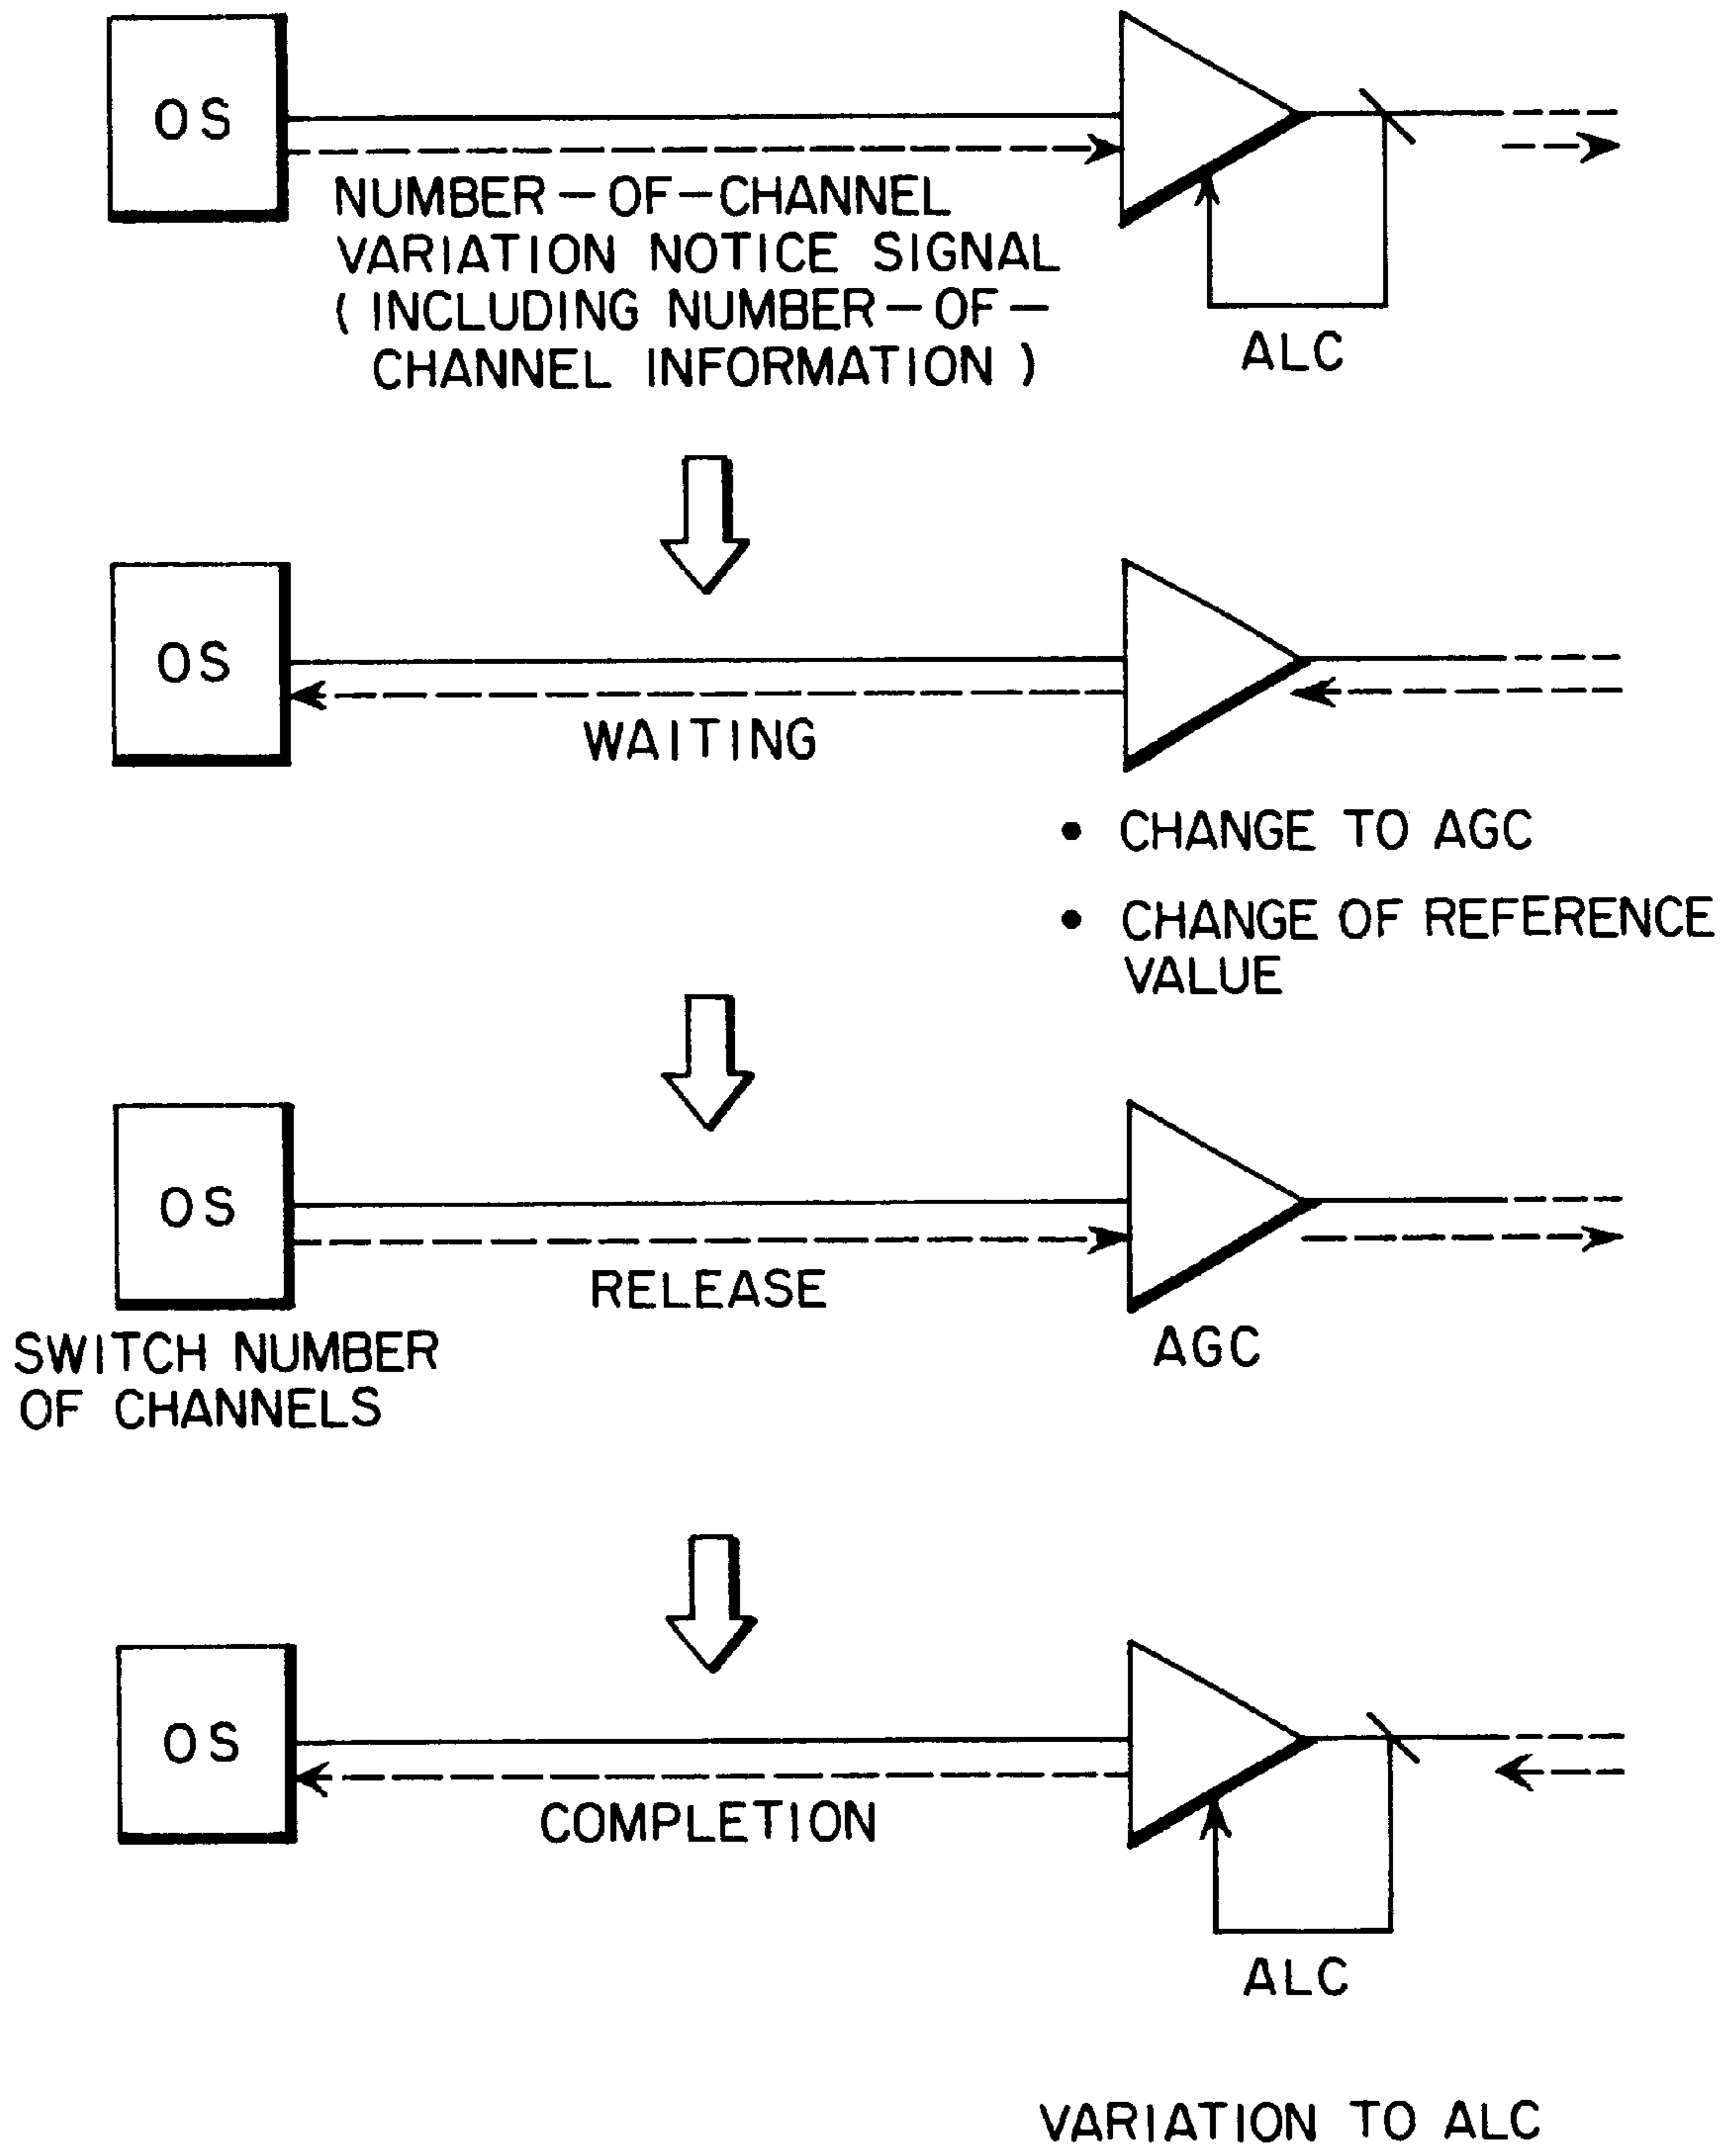 OS
NUMBER-OF-CHANNEL
VARIATION NOTICE SIGNAL
(INCLUDING NUMBER-OF-
CHANNEL INFORMATION)
ALC
OS
WAITING
• CHANGE TO AGC
• CHANGE OF REFERENCE
VALUE
OS
RELEASE
SWITCH NUMBER
OF CHANNELS
AGC
OS
COMPLETION
ALC
VARIATION TO ALC